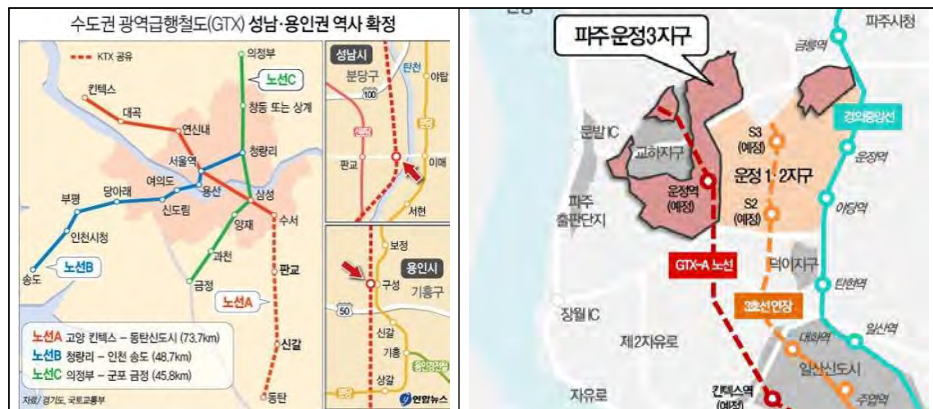 수도권 광역급행철도(GTX) 성남·용인권 역사 확정
KTX 공유
의정부
노선C
킨텍스
대곡
창동 또는 상계
연신내
서울역
청량리
여의도
용산
당아래
부평
신도림
삼성
양재
수서
인천시청
과천
판교
송도
노선B
금정
노선A
신갈
동탄
노선A 고양 킨텍스 – 동탄신도시 (73.7km)
노선B 청량리 – 인천 송도 (48.7km)
노선C 의정부 – 군포 금정 (45.8km)
자료/ 경기도, 국토교통부
성남시
분당구
탄천
야탑
100
판교
이매
서현
보정
용인시
기흥구
구성
50
신갈
기흥
상갈
연합뉴스
파주시청
파주 운정3 지구
금릉역
경의중앙선
문발 IC
교하지구
S3
(예정)
운정역
운정역
(예정)
운정 1·2지구
파주
출판단지
S2
(예정)
야당역
GTX-A 노선
덕이지구
탄현역
3호선 연장
장월 IC
제2자유로
대화역
일산역
일산신도시
자유로
킨텍스역
(예정)
주엽역